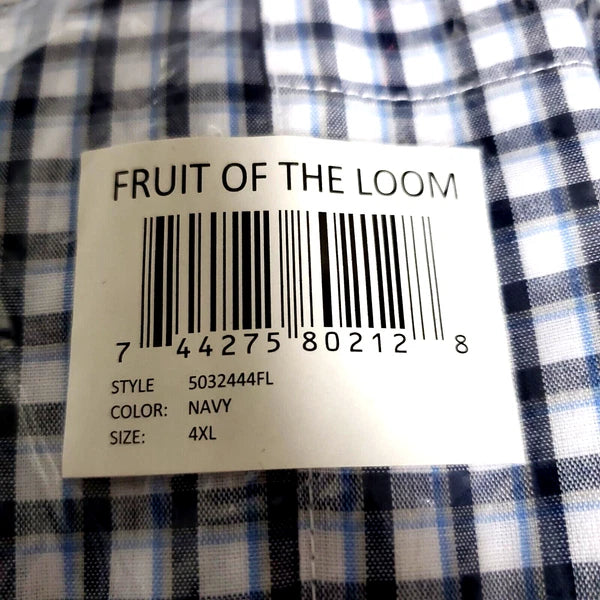 FRUIT OF THE LOOM
7 44275 80212 8
STYLE 5032444FL
COLOR: NAVY
SIZE: 4XL